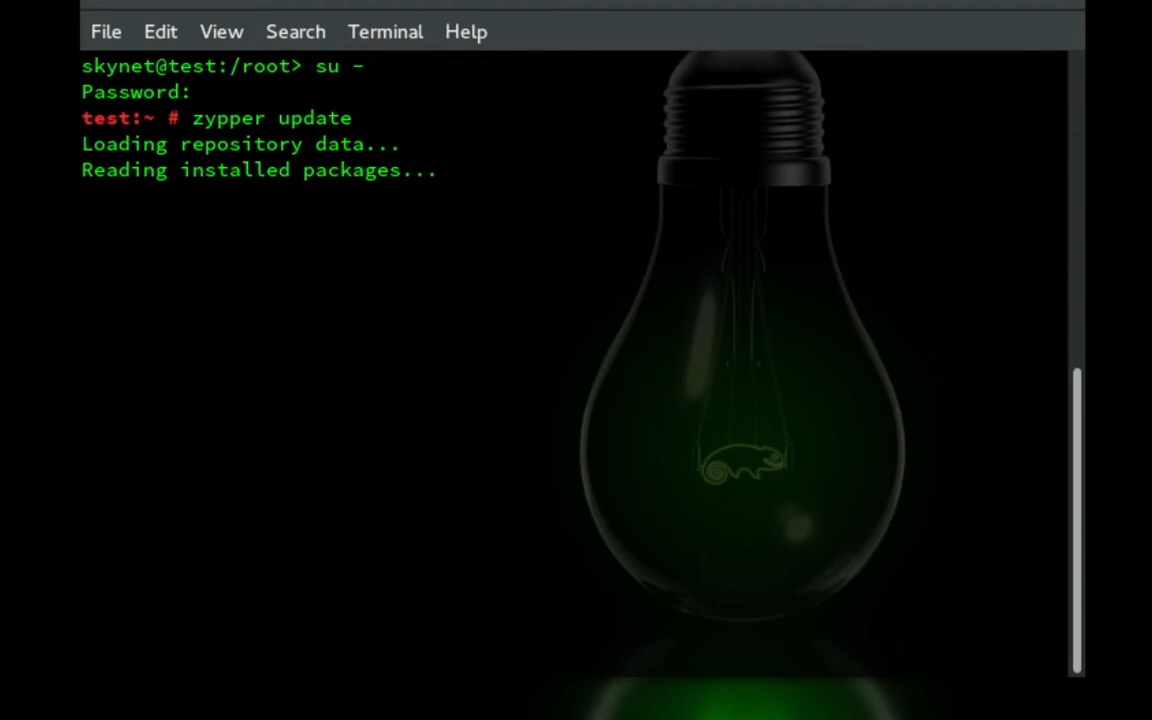 File Edit View Search Terminal Help
skynet@test:/root> su -
Password:
test:~ # zypper update
Loading repository data...
Reading installed packages...